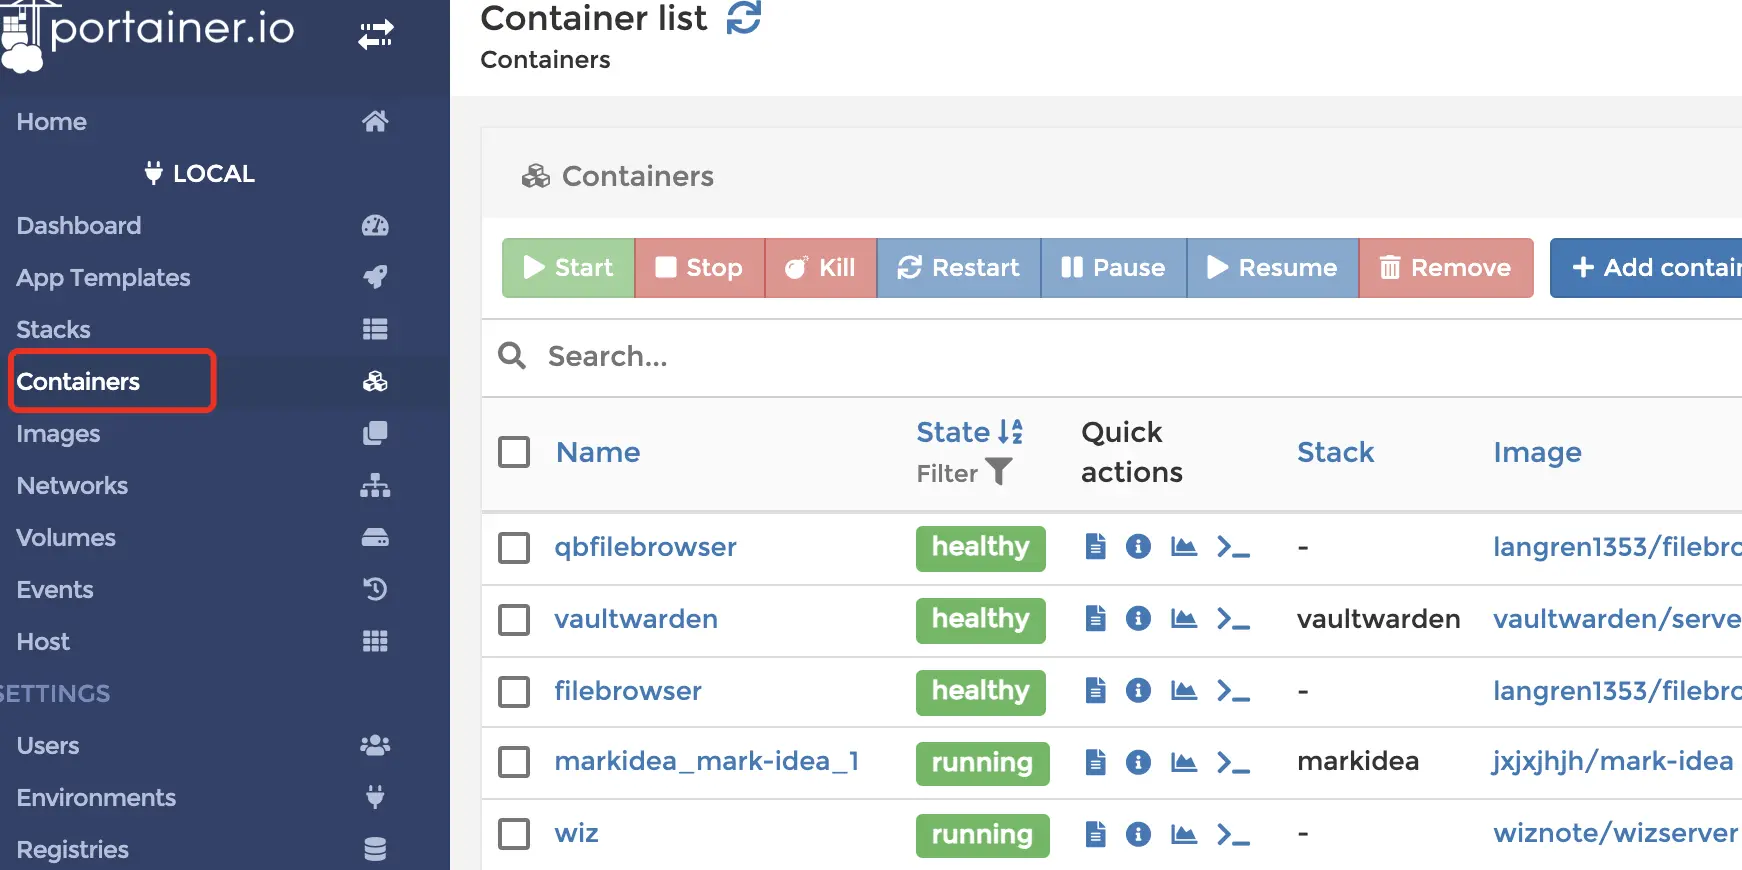 portainer.io
Home
LOCAL
Dashboard
App Templates
Stacks
Containers
Images
Networks
Volumes
Events
Host
SETTINGS
Users
Environments
Registries
Container list
Containers
Containers
Start Stop Kill Restart Pause Resume Remove + Add contai
Search...
Name State Filter Quick actions Stack Image
qbfilebrowser healthy - langren1353/filebro
vaultwarden healthy vaultwarden vaultwarden/serve
filebrowser healthy - langren1353/filebro
markidea_mark-idea_1 running markidea jxjxjhjh/mark-idea
wiz running - wiznote/wizserver